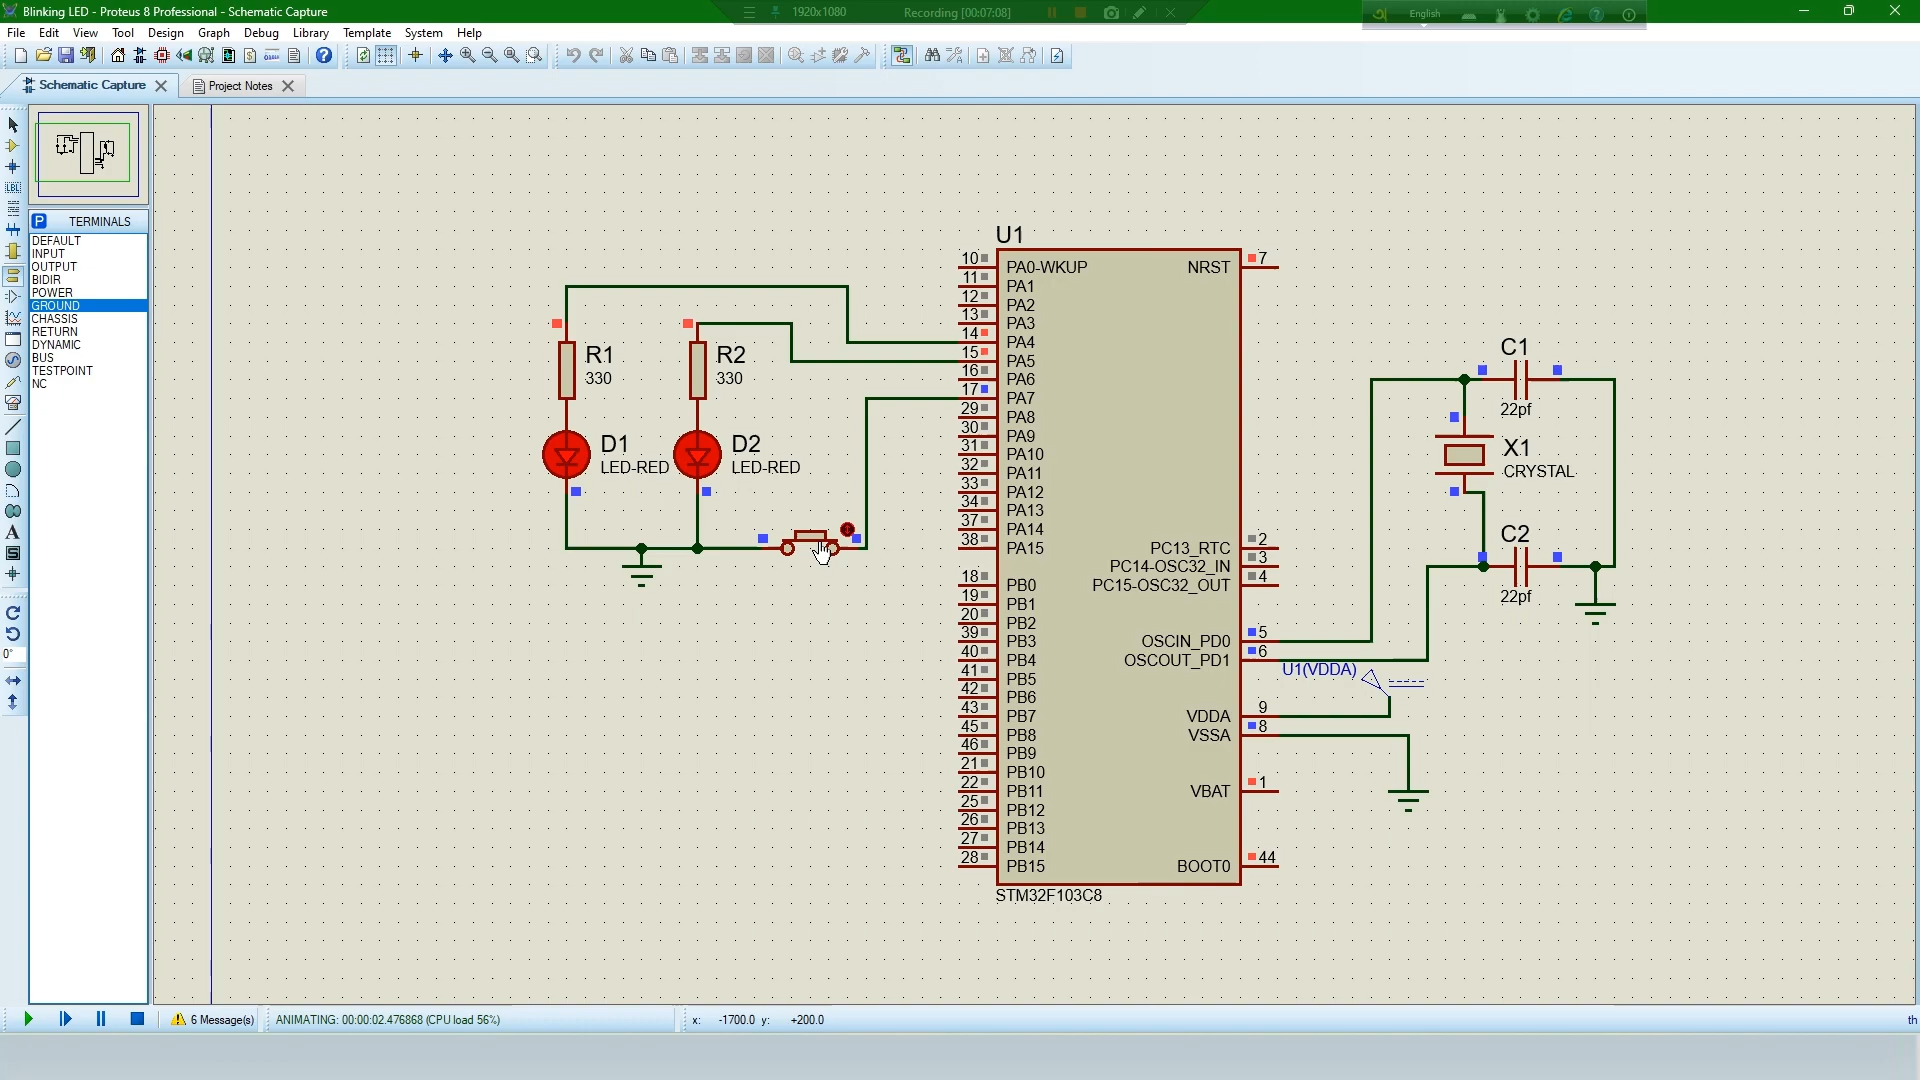 Blinking LED - Proteus 8 Professional - Schematic Capture
1920x1080
Recording [00:07:08]
English
File Edit View Tool Design Graph Debug Library Template System Help
Schematic Capture
Project Notes
LBL
P TERMINALS
DEFAULT
INPUT
OUTPUT
BIDIR
POWER
GROUND
CHASSIS
RETURN
DYNAMIC
BUS
TESTPOINT
NC
A
S
0°
R1
330
R2
330
D1
LED-RED
D2
LED-RED
U1
10 PA0-WKUP
11 PA1
12 PA2
13 PA3
14 PA4
15 PA5
16 PA6
17 PA7
29 PA8
30 PA9
31 PA10
32 PA11
33 PA12
34 PA13
37 PA14
38 PA15
18 PB0
19 PB1
20 PB2
39 PB3
40 PB4
41 PB5
42 PB6
43 PB7
45 PB8
46 PB9
21 PB10
22 PB11
25 PB12
26 PB13
27 PB14
28 PB15
NRST 7
PC13_RTC 2
PC14-OSC32_IN 3
PC15-OSC32_OUT 4
OSCIN_PD0 5
OSCOUT_PD1 6
VDDA 9
VSSA 8
VBAT 1
BOOT0 44
STM32F103C8
U1(VDDA)
C1
22pf
X1
CRYSTAL
C2
22pf
6 Message(s)
ANIMATING: 00:00:02.476868 (CPU load 56%)
x: -1700.0 y: +200.0
th